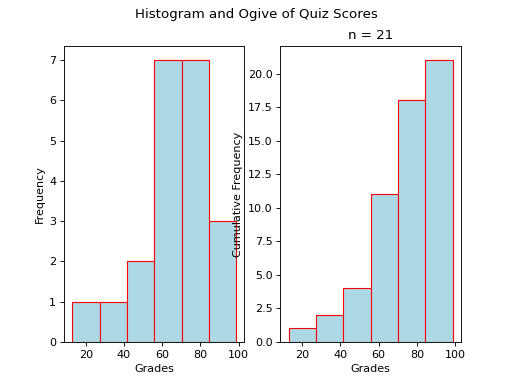 Histogram and Ogive of Quiz Scores
n = 21
Frequency
7
6
5
4
3
2
1
0
20 40 60 80 100
Grades
Cumulative Frequency
20.0
17.5
15.0
12.5
10.0
7.5
5.0
2.5
0.0
20 40 60 80 100
Grades